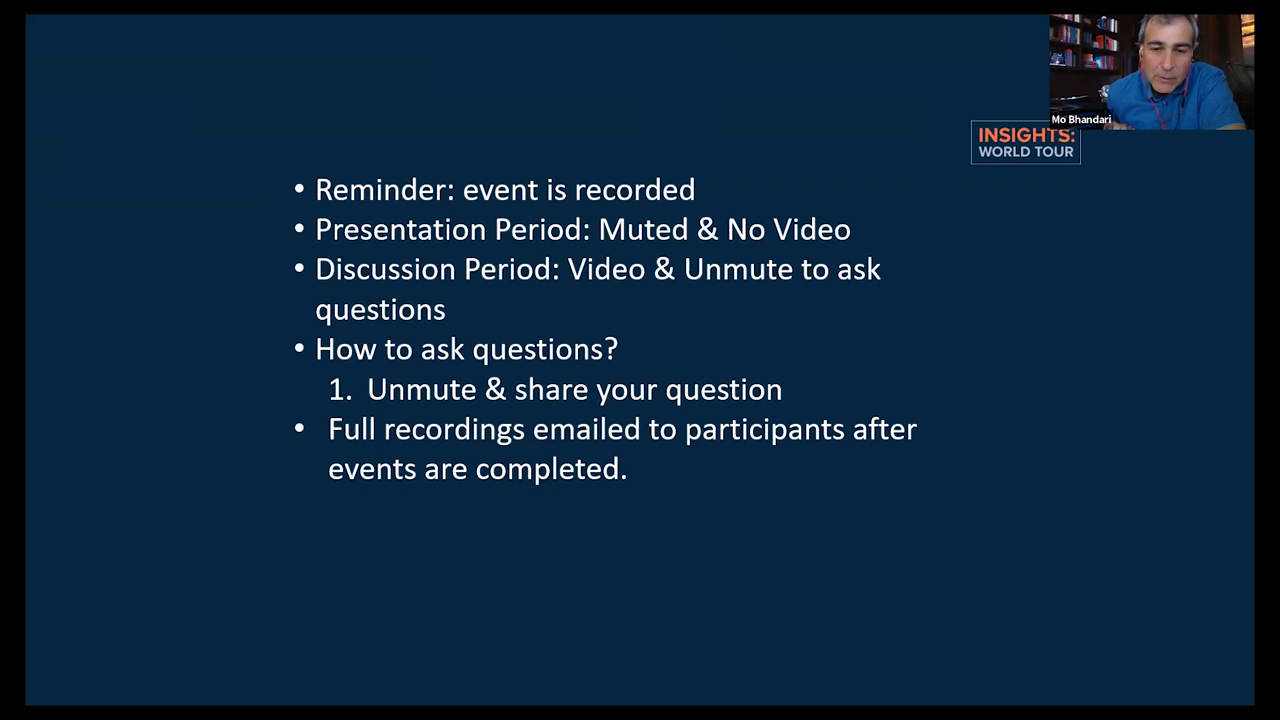 Mo Bhandari
INSIGHTS:
WORLD TOUR
• Reminder: event is recorded
• Presentation Period: Muted & No Video
• Discussion Period: Video & Unmute to ask
questions
• How to ask questions?
1. Unmute & share your question
• Full recordings emailed to participants after
events are completed.